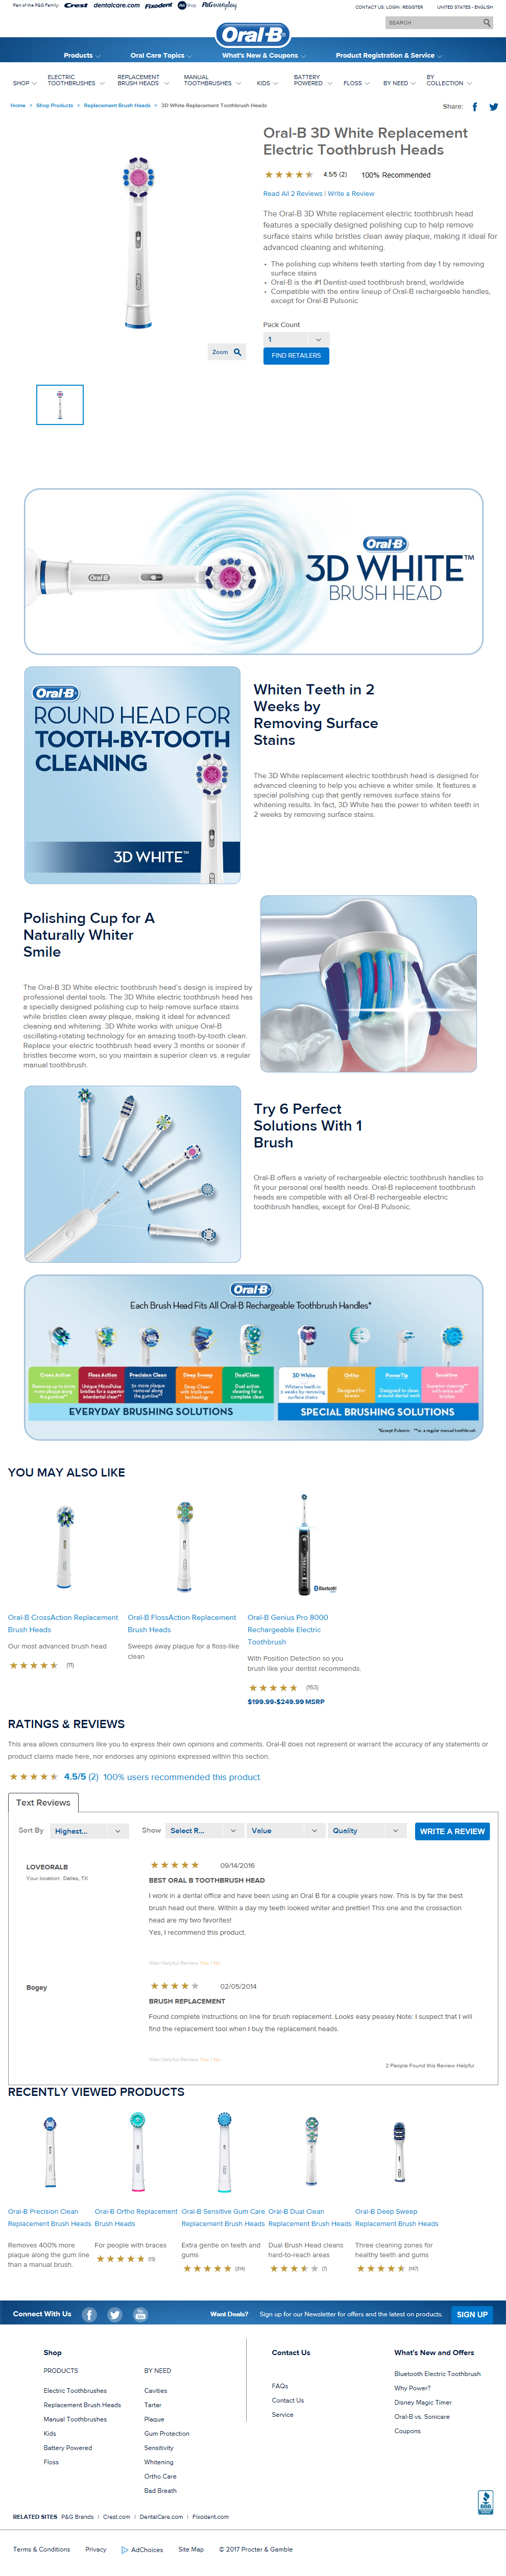 Part of the P&G Family: Crest dentalcare.com Fixodent Shop P&G everyday
CONTACT US LOGIN | REGISTER UNITED STATES - ENGLISH
SEARCH
Oral-B
Products Oral Care Topics What's New & Coupons Product Registration & Service
SHOP ELECTRIC TOOTHBRUSHES REPLACEMENT BRUSH HEADS MANUAL TOOTHBRUSHES KIDS BATTERY POWERED FLOSS BY NEED BY COLLECTION
Home > Shop Products > Replacement Brush Heads > 3D White Replacement Toothbrush Heads
Share:
Oral-B 3D White Replacement
Electric Toothbrush Heads
4.5/5 (2) 100% Recommended
Read All 2 Reviews | Write a Review
The Oral-B 3D White replacement electric toothbrush head
features a specially designed polishing cup to help remove
surface stains while bristles clean away plaque, making it ideal for
advanced cleaning and whitening.
• The polishing cup whitens teeth starting from day 1 by removing
surface stains
• Oral-B is the #1 Dentist-used toothbrush brand, worldwide
• Compatible with the entire lineup of Oral-B rechargeable handles,
except for Oral-B Pulsonic
Pack Count
1
FIND RETAILERS
Zoom
Oral-B
Oral-B
3D WHITE™
BRUSH HEAD
Oral-B
ROUND HEAD FOR
TOOTH-BY-TOOTH
CLEANING
3D WHITE™
Whiten Teeth in 2
Weeks by
Removing Surface
Stains
The 3D White replacement electric toothbrush head is designed for
advanced cleaning to help you achieve a whiter smile. It features a
special polishing cup that gently removes surface stains for
whitening results. In fact, 3D White has the power to whiten teeth in
2 weeks by removing surface stains.
Polishing Cup for A
Naturally Whiter
Smile
The Oral-B 3D White electric toothbrush head's design is inspired by
professional dental tools. The 3D White electric toothbrush head has
a specially designed polishing cup to help remove surface stains
while bristles clean away plaque, making it ideal for advanced
cleaning and whitening. 3D White works with unique Oral-B
oscillating-rotating technology for an amazing tooth-by-tooth clean.
Replace your electric toothbrush head every 3 months or sooner if
bristles become worn, so you maintain a superior clean vs. a regular
manual toothbrush.
Try 6 Perfect
Solutions With 1
Brush
Oral-B offers a variety of rechargeable electric toothbrush handles to
fit your personal oral health needs. Oral-B replacement toothbrush
heads are compatible with all Oral-B rechargeable electric
toothbrush handles, except for Oral-B Pulsonic.
Oral-B
Each Brush Head Fits All Oral-B Rechargeable Toothbrush Handles*
Cross Action Floss Action Precision Clean Deep Sweep DualClean 3D White Ortho PowerTip Sensitive
EVERYDAY BRUSHING SOLUTIONS SPECIAL BRUSHING SOLUTIONS
*Except Pulsonic **vs. a regular manual toothbrush
YOU MAY ALSO LIKE
Bluetooth
Oral-B CrossAction Replacement Brush Heads
Our most advanced brush head
(11)
Oral-B FlossAction Replacement Brush Heads
Sweeps away plaque for a floss-like clean
Oral-B Genius Pro 8000 Rechargeable Electric Toothbrush
With Position Detection so you brush like your dentist recommends.
(153)
$199.99-$249.99 MSRP
RATINGS & REVIEWS
This area allows consumers like you to express their own opinions and comments. Oral-B does not represent or warrant the accuracy of any statements or
product claims made here, nor endorses any opinions expressed within this section.
4.5/5 (2) 100% users recommended this product
Text Reviews
Sort By Highest... Show Select R... Value Quality WRITE A REVIEW
LOVEORALB 09/14/2016
Your location: Dallas, TX
BEST ORAL B TOOTHBRUSH HEAD
I work in a dental office and have been using an Oral B for a couple years now. This is by far the best
brush head out there. Within a day my teeth looked whiter and prettier! This one and the crossaction
head are my two favorites!
Yes, I recommend this product.
Was Helpful Review Yes | No
Bogey 02/05/2014
BRUSH REPLACEMENT
Found complete instructions on line for brush replacement. Looks easy peasey.Note: I suspect that I will
find the replacement tool when I buy the replacement heads.
Was Helpful Review Yes | No
2 People Found this Review Helpful
RECENTLY VIEWED PRODUCTS
Oral-B Precision Clean Replacement Brush Heads
Removes 400% more plaque along the gum line than a manual brush.
Oral-B Ortho Replacement Brush Heads
For people with braces
(13)
Oral-B Sensitive Gum Care Replacement Brush Heads
Extra gentle on teeth and gums
(314)
Oral-B Dual Clean Replacement Brush Heads
Dual Brush Head cleans hard-to-reach areas
(7)
Oral-B Deep Sweep Replacement Brush Heads
Three cleaning zones for healthy teeth and gums
(147)
Connect With Us Want Deals? Sign up for our Newsletter for offers and the latest on products. SIGN UP
Shop
PRODUCTS
Electric Toothbrushes
Replacement Brush Heads
Manual Toothbrushes
Kids
Battery Powered
Floss
BY NEED
Cavities
Tartar
Plaque
Gum Protection
Sensitivity
Whitening
Ortho Care
Bad Breath
Contact Us
FAQs
Contact Us
Service
What's New and Offers
Bluetooth Electric Toothbrush
Why Power?
Disney Magic Timer
Oral-B vs. Sonicare
Coupons
BBB
RELATED SITES P&G Brands | Crest.com | DentalCare.com | Fixodent.com
Terms & Conditions Privacy AdChoices Site Map © 2017 Procter & Gamble